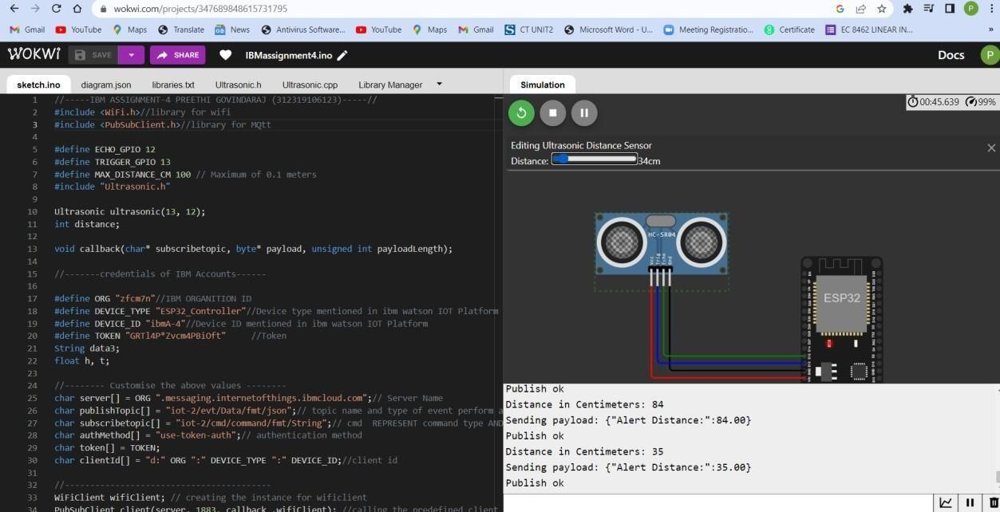 wokwi.com/projects/347689848615731795
Gmail YouTube Maps Translate News Antivirus Software... YouTube Maps Gmail CT UNIT2 Microsoft Word - U... Meeting Registratio... Certificate EC 8462 LINEAR IN... »
WOKWI SAVE SHARE IBMassignment4.ino Docs P
sketch.ino diagram.json libraries.txt Ultrasonic.h Ultrasonic.cpp Library Manager
1 //-----IBM ASSIGNMENT-4 PREETHI GOVINDARAJ (312319106123)-----//
2 #include <WiFi.h>//library for wifi
3 #include <PubSubClient.h>//library for MQtt
4
5 #define ECHO_GPIO 12
6 #define TRIGGER_GPIO 13
7 #define MAX_DISTANCE_CM 100 // Maximum of 0.1 meters
8 #include "Ultrasonic.h"
9
10 Ultrasonic ultrasonic(13, 12);
11 int distance;
12
13 void callback(char* subscribetopic, byte* payload, unsigned int payloadLength);
14
15 //-------credentials of IBM Accounts------
16
17 #define ORG "zfcm7n"//IBM ORGANITION ID
18 #define DEVICE_TYPE "ESP32_Controller"//Device type mentioned in ibm watson IOT Platform
19 #define DEVICE_ID "ibmA-4"//Device ID mentioned in ibm watson IOT Platform
20 #define TOKEN "GRTl4P*Zvcm4PBiOft" //Token
21 String data3;
22 float h, t;
23
24 //-------- Customise the above values --------
25 char server[] = ORG ".messaging.internetofthings.ibmcloud.com";// Server Name
26 char publishTopic[] = "iot-2/evt/Data/fmt/json";// topic name and type of event perform a
27 char subscribetopic[] = "iot-2/cmd/command/fmt/String";// cmd REPRESENT command type AND
28 char authMethod[] = "use-token-auth";// authentication method
29 char token[] = TOKEN;
30 char clientId[] = "d:" ORG ":" DEVICE_TYPE ":" DEVICE_ID;//client id
31
32 //----------------------------------------
33 WiFiClient wifiClient; // creating the instance for wificlient
34 PubSubClient client(server, 1883, callback ,wifiClient); //calling the predefined client
Simulation
00:45.639 99%
Editing Ultrasonic Distance Sensor
Distance: 34cm
HC-SR04
Vcc Trig Echo Gnd
ESP32
Publish ok
Distance in Centimeters: 84
Sending payload: {"Alert Distance:":84.00}
Publish ok
Distance in Centimeters: 35
Sending payload: {"Alert Distance:":35.00}
Publish ok